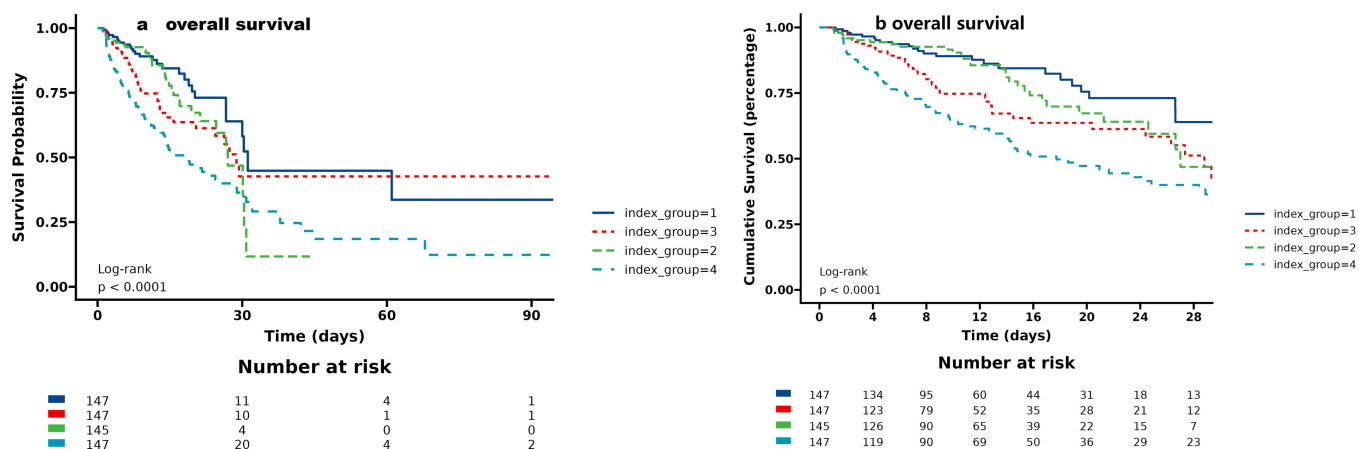 a overall survival
Survival Probability
1.00
0.75
0.50
0.25
0.00
Log-rank
p < 0.0001
0 30 60 90
Time (days)
index_group=1
index_group=3
index_group=2
index_group=4
Number at risk
147 11 4 1
147 10 1 1
145 4 0 0
147 20 4 2
b overall survival
Cumulative Survival (percentage)
1.00
0.75
0.50
0.25
0.00
Log-rank
p < 0.0001
0 4 8 12 16 20 24 28
Time (days)
index_group=1
index_group=3
index_group=2
index_group=4
Number at risk
147 134 95 60 44 31 18 13
147 123 79 52 35 28 21 12
145 126 90 65 39 22 15 7
147 119 90 69 50 36 29 23